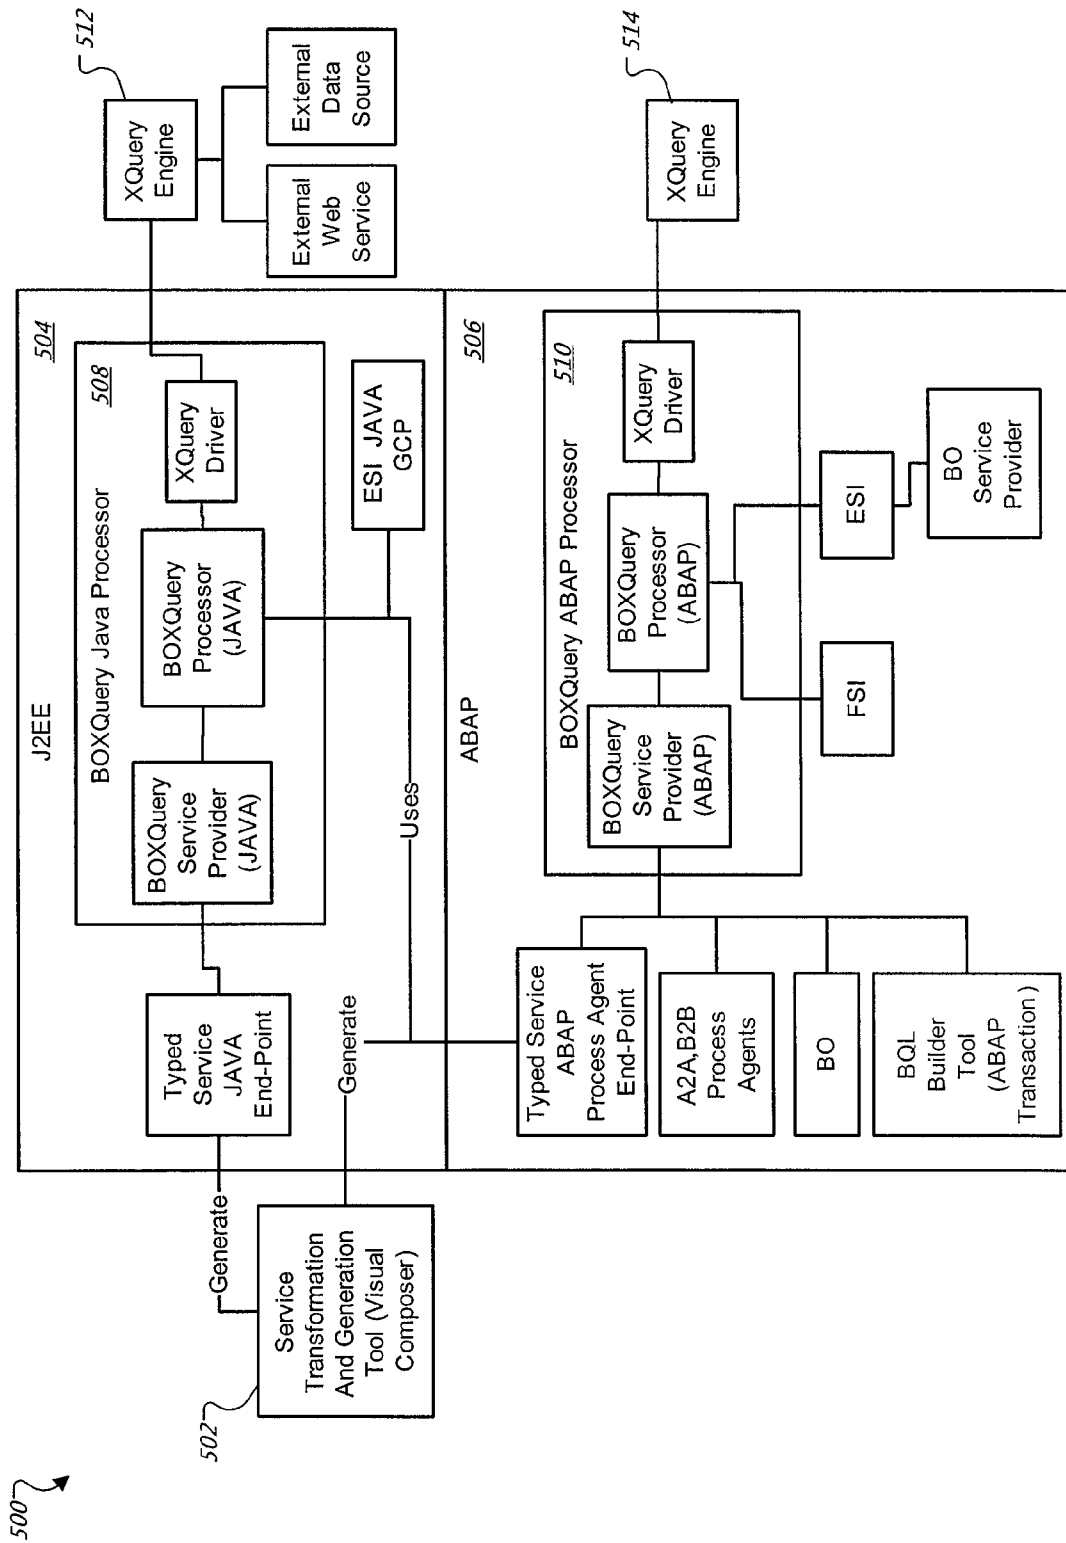 500
502
Service
Transformation
And Generation
Tool (Visual
Composer)
Generate
Generate
J2EE
504
Typed
Service
JAVA
End-Point
BOXQuery Java Processor
508
BOXQuery
Service
Provider
(JAVA)
BOXQuery
Processor
(JAVA)
XQuery
Driver
ESI JAVA
GCP
Uses
XQuery
Engine
512
External
Web
Service
External
Data
Source
ABAP
506
Typed Service
ABAP
Process Agent
End-Point
A2A,B2B
Process
Agents
BO
BQL
Builder
Tool
(ABAP
Transaction )
BOXQuery ABAP Processor
510
BOXQuery
Service
Provider
(ABAP)
BOXQuery
Processor
(ABAP)
XQuery
Driver
FSI
ESI
BO
Service
Provider
XQuery
Engine
514